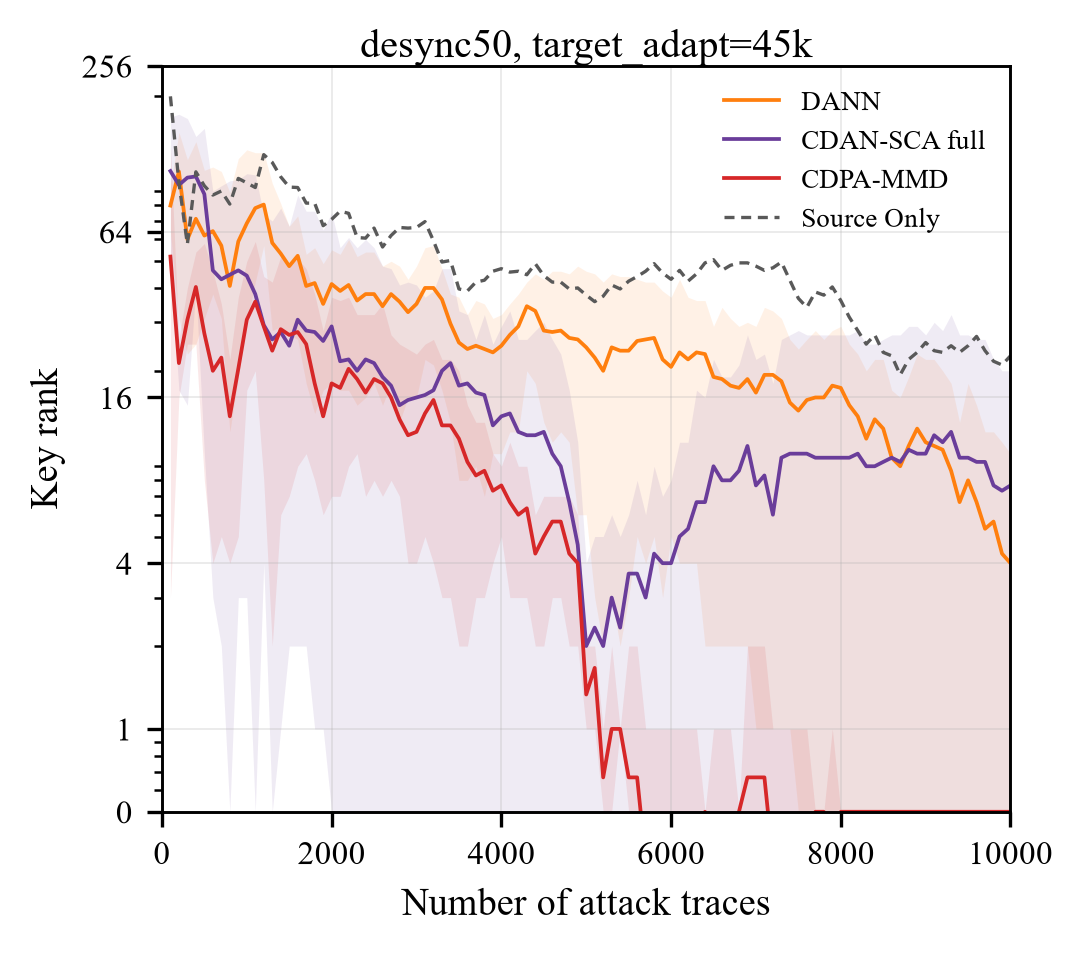 desync50, target_adapt=45k
256
64
16
4
1
0
Key rank
DANN
CDAN-SCA full
CDPA-MMD
Source Only
0 2000 4000 6000 8000 10000
Number of attack traces